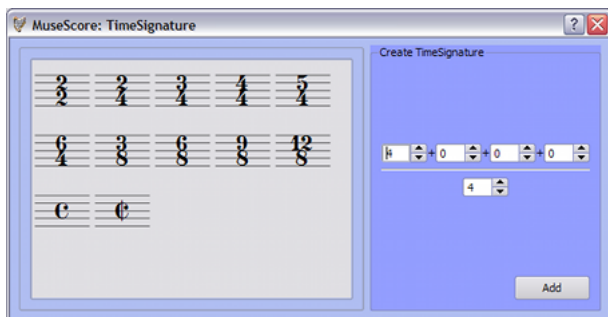 MuseScore: TimeSignature
Create TimeSignature
2 2 3 4 5
2 4 4 4 4
6 3 6 9 12
4 8 8 8 8
4 + 0 + 0 + 0
4
Add